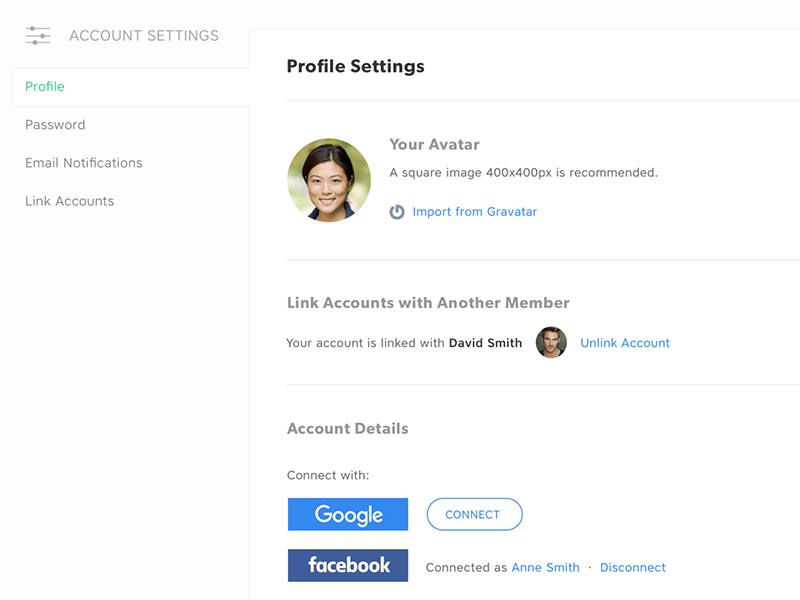 ACCOUNT SETTINGS
Profile
Password
Email Notifications
Link Accounts
Profile Settings
Your Avatar
A square image 400x400px is recommended.
Import from Gravatar
Link Accounts with Another Member
Your account is linked with David Smith Unlink Account
Account Details
Connect with:
Google CONNECT
facebook Connected as Anne Smith · Disconnect